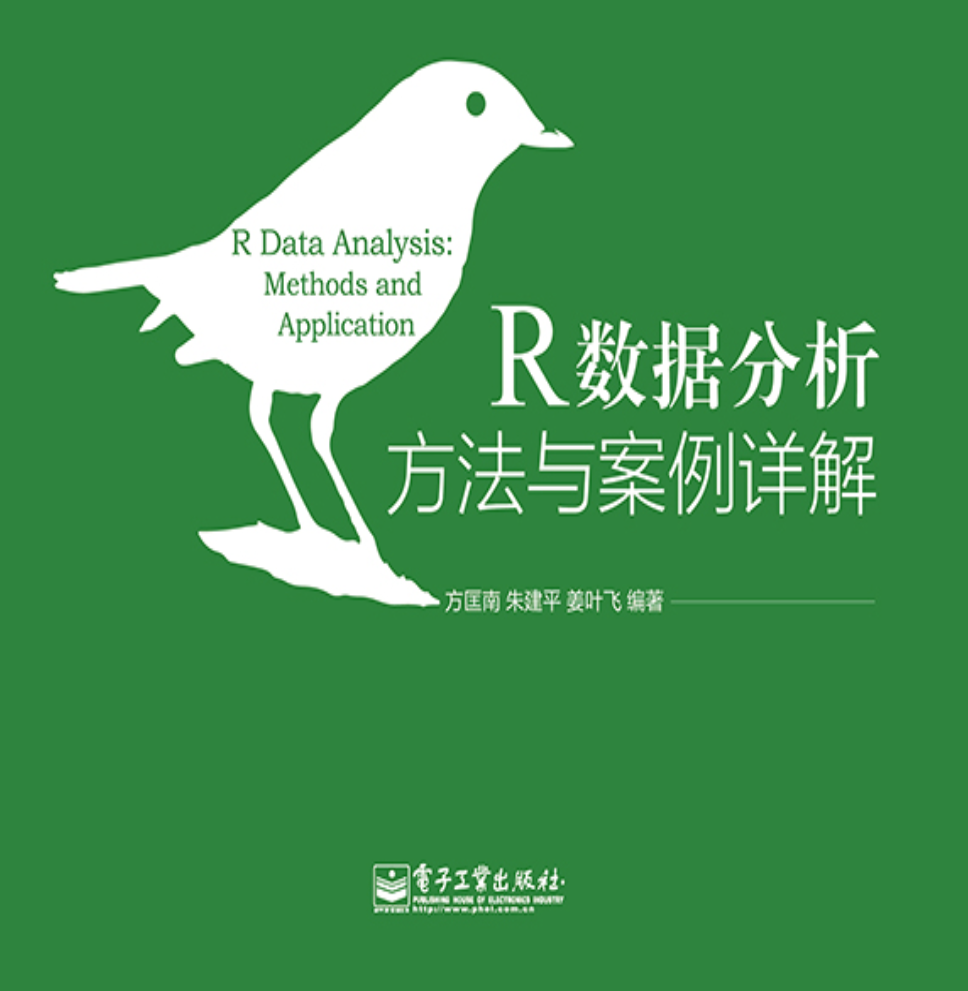 R Data Analysis:
Methods and
Application
R数据分析
方法与案例详解
方匡南 朱建平 姜叶飞 编著
電子工業出版社.
PUBLISHING HOUSE OF ELECTRONICS INDUSTRY
http://www.phei.com.cn